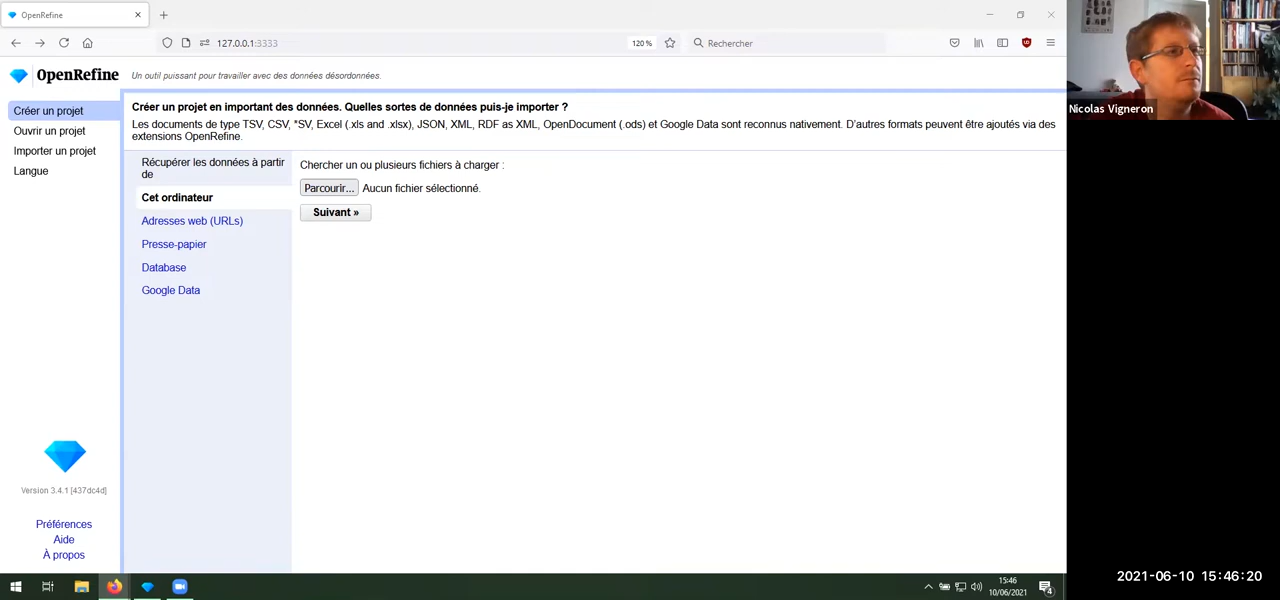 OpenRefine
127.0.0.1:3333
120 %
Rechercher
OpenRefine
Un outil puissant pour travailler avec des données désordonnées.
Créer un projet
Ouvrir un projet
Importer un projet
Langue
Créer un projet en important des données. Quelles sortes de données puis-je importer ?
Les documents de type TSV, CSV, *SV, Excel (.xls and .xlsx), JSON, XML, RDF as XML, OpenDocument (.ods) et Google Data sont reconnus nativement. D'autres formats peuvent être ajoutés via des
extensions OpenRefine.
Récupérer les données à partir
de
Cet ordinateur
Adresses web (URLs)
Presse-papier
Database
Google Data
Chercher un ou plusieurs fichiers à charger :
Parcourir... Aucun fichier sélectionné.
Suivant »
Version 3.4.1 [437dc4d]
Préférences
Aide
À propos
Nicolas Vigneron
15:46
10/06/2021
4
2021-06-10 15:46:20